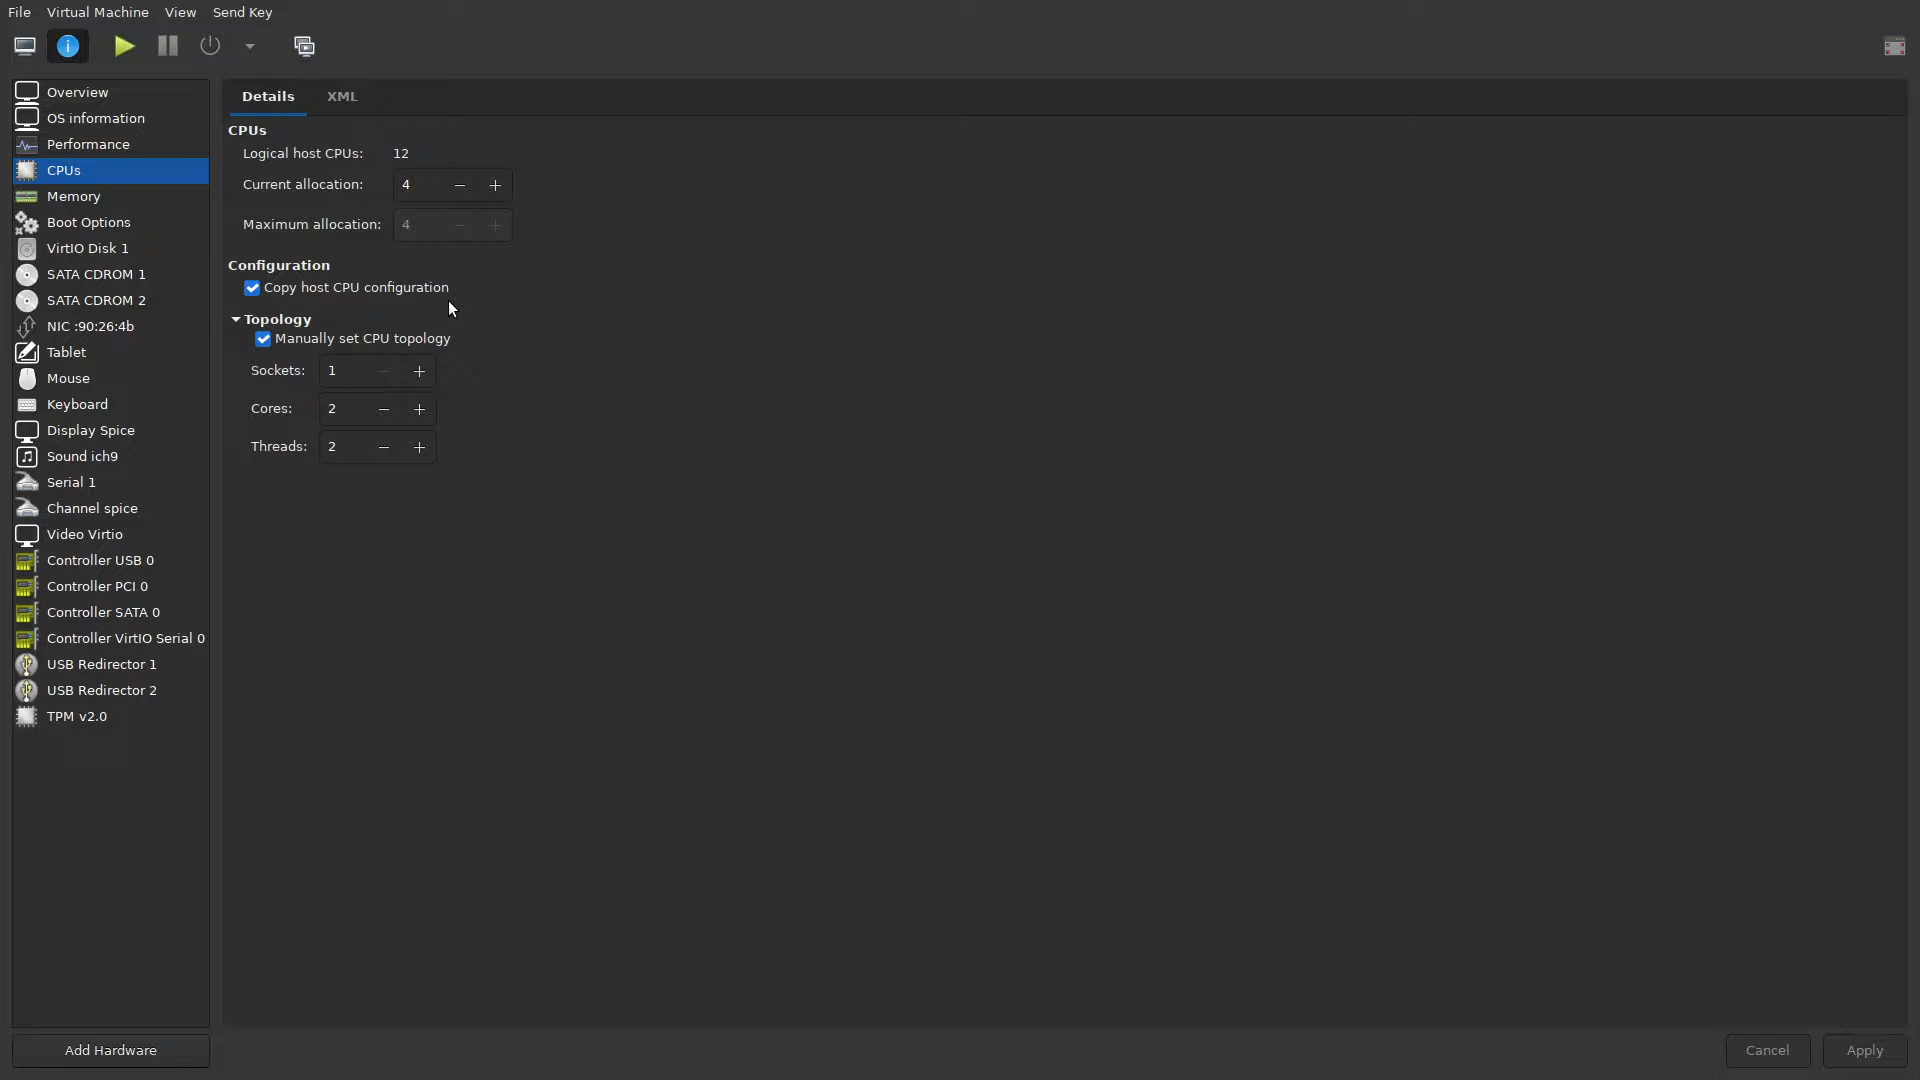 File Virtual Machine View Send Key
Overview
OS information
Performance
CPUs
Memory
Boot Options
VirtIO Disk 1
SATA CDROM 1
SATA CDROM 2
NIC :90:26:4b
Tablet
Mouse
Keyboard
Display Spice
Sound ich9
Serial 1
Channel spice
Video Virtio
Controller USB 0
Controller PCI 0
Controller SATA 0
Controller VirtIO Serial 0
USB Redirector 1
USB Redirector 2
TPM v2.0
Add Hardware
Details XML
CPUs
Logical host CPUs: 12
Current allocation: 4
Maximum allocation: 4
Configuration
Copy host CPU configuration
Topology
Manually set CPU topology
Sockets: 1
Cores: 2
Threads: 2
Cancel Apply